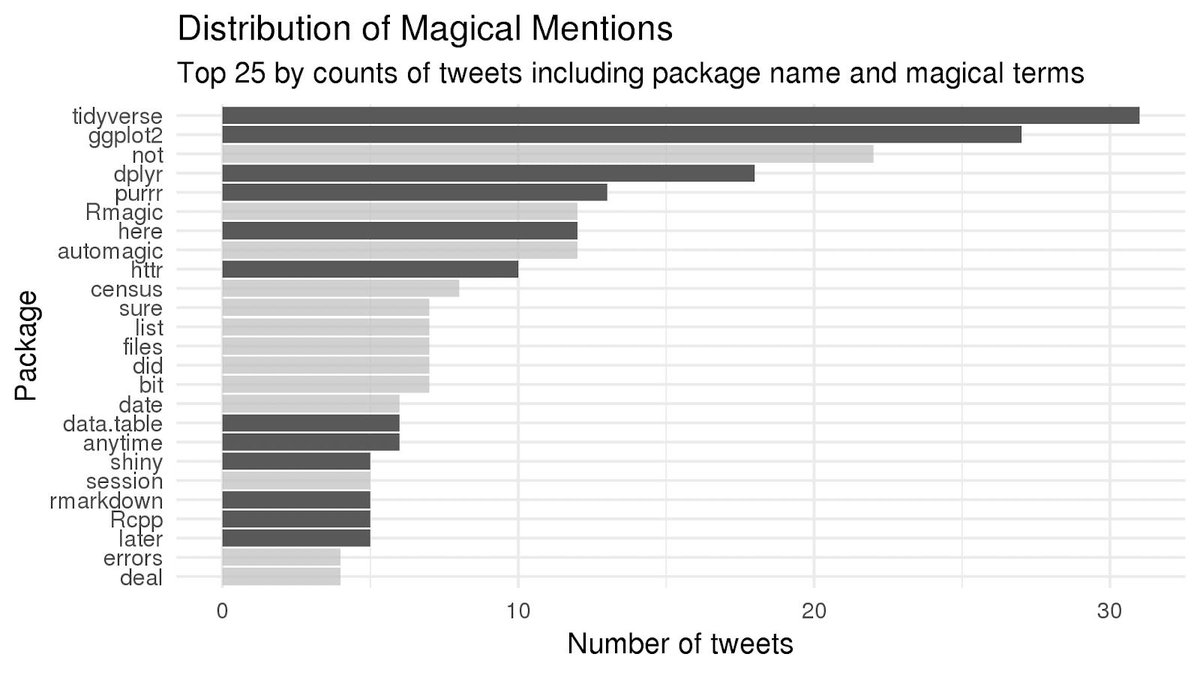 Distribution of Magical Mentions
Top 25 by counts of tweets including package name and magical terms
tidyverse
ggplot2
not
dplyr
purrr
Rmagic
here
automagic
httr
census
sure
list
files
did
bit
date
data.table
anytime
shiny
session
rmarkdown
Rcpp
later
errors
deal
Package
0 10 20 30
Number of tweets